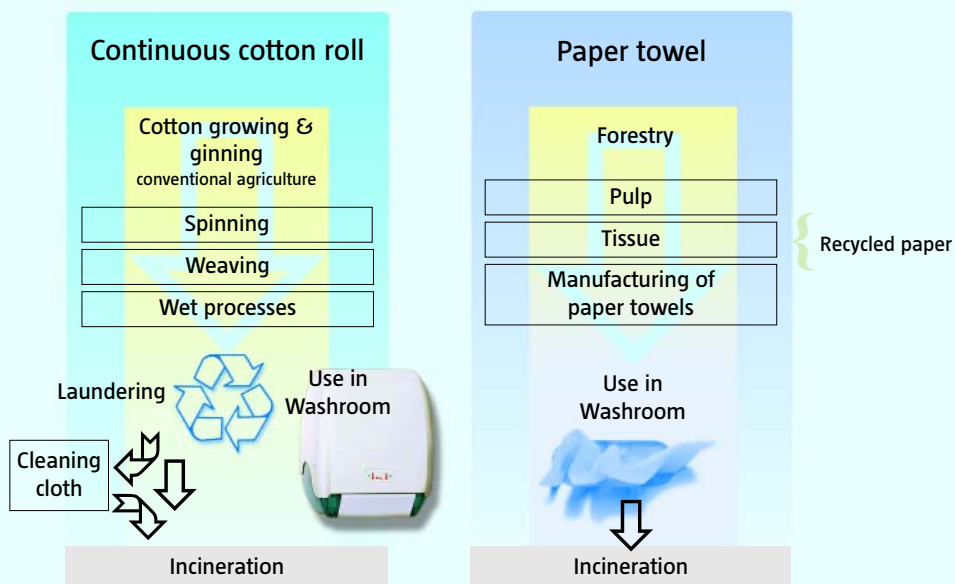 Continuous cotton roll
Cotton growing &
ginning
conventional agriculture
Spinning
Weaving
Wet processes
Laundering
Use in
Washroom
Cleaning
cloth
Incineration
Paper towel
Forestry
Pulp
Tissue
Manufacturing of
paper towels
Recycled paper
Use in
Washroom
Incineration